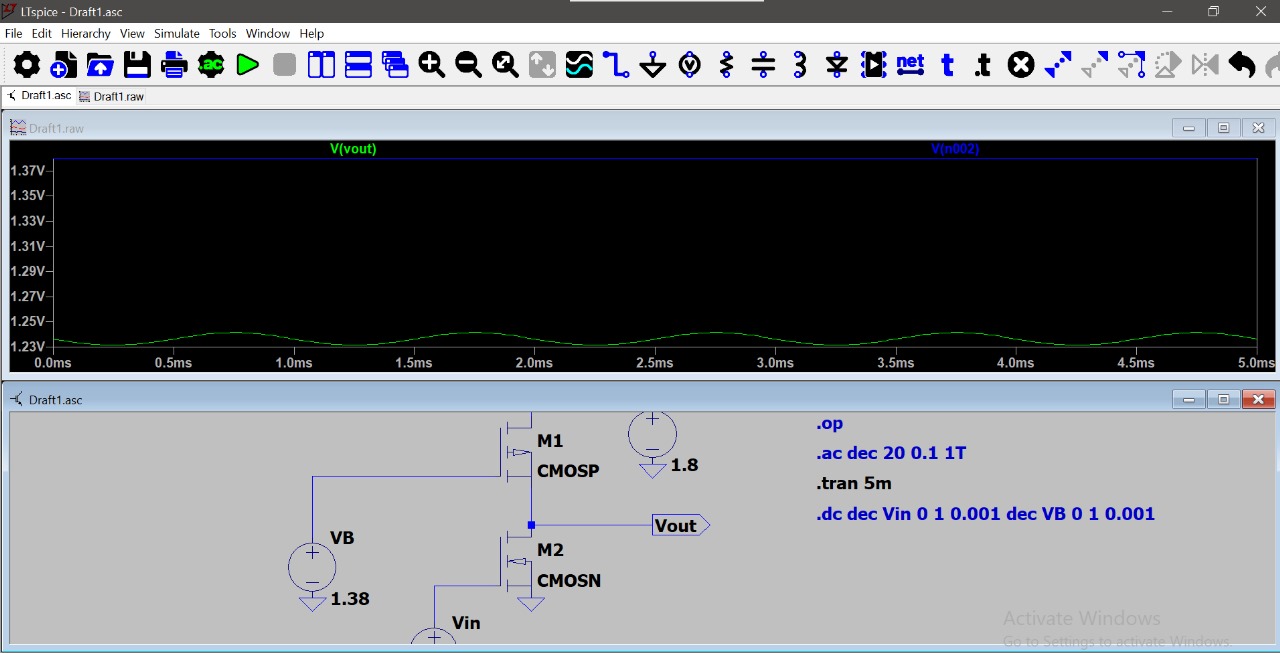 LTspice - Draft1.asc
File Edit Hierarchy View Simulate Tools Window Help
ac net t .t
Draft1.asc Draft1.raw
Draft1.raw
V(vout) V(n002)
1.37V
1.35V
1.33V
1.31V
1.29V
1.27V
1.25V
1.23V
0.0ms 0.5ms 1.0ms 1.5ms 2.0ms 2.5ms 3.0ms 3.5ms 4.0ms 4.5ms 5.0ms
Draft1.asc
M1
CMOSP
1.8
VB
1.38
Vout
M2
CMOSN
Vin
.op
.ac dec 20 0.1 1T
.tran 5m
.dc dec Vin 0 1 0.001 dec VB 0 1 0.001
Activate Windows
Go to Settings to activate Windows.